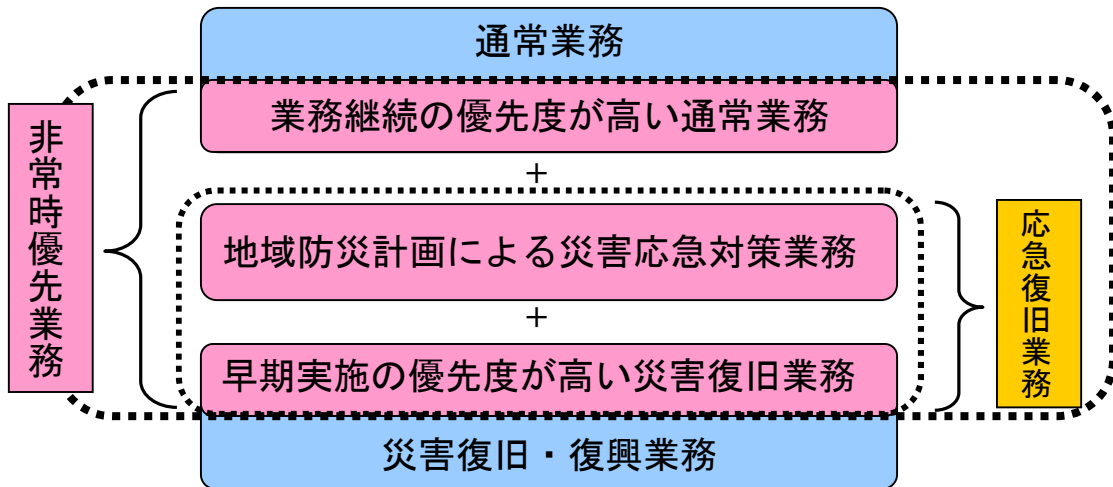 通常業務
業務継続の優先度が高い通常業務
+
地域防災計画による災害応急対策業務
+
早期実施の優先度が高い災害復旧業務
災害復旧・復興業務
非常時優先業務
応急復旧業務